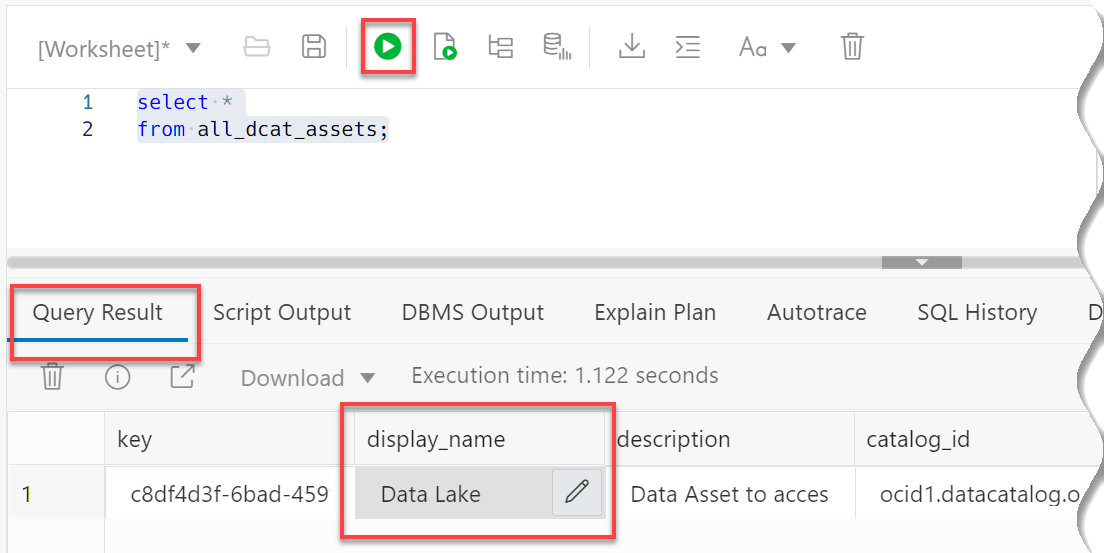 [Worksheet]*
Aa
1 select *
2 from all_dcat_assets;
Query Result Script Output DBMS Output Explain Plan Autotrace SQL History D
Download Execution time: 1.122 seconds
key display_name description catalog_id
1 c8df4d3f-6bad-459 Data Lake Data Asset to acces ocid1.datacatalog.o